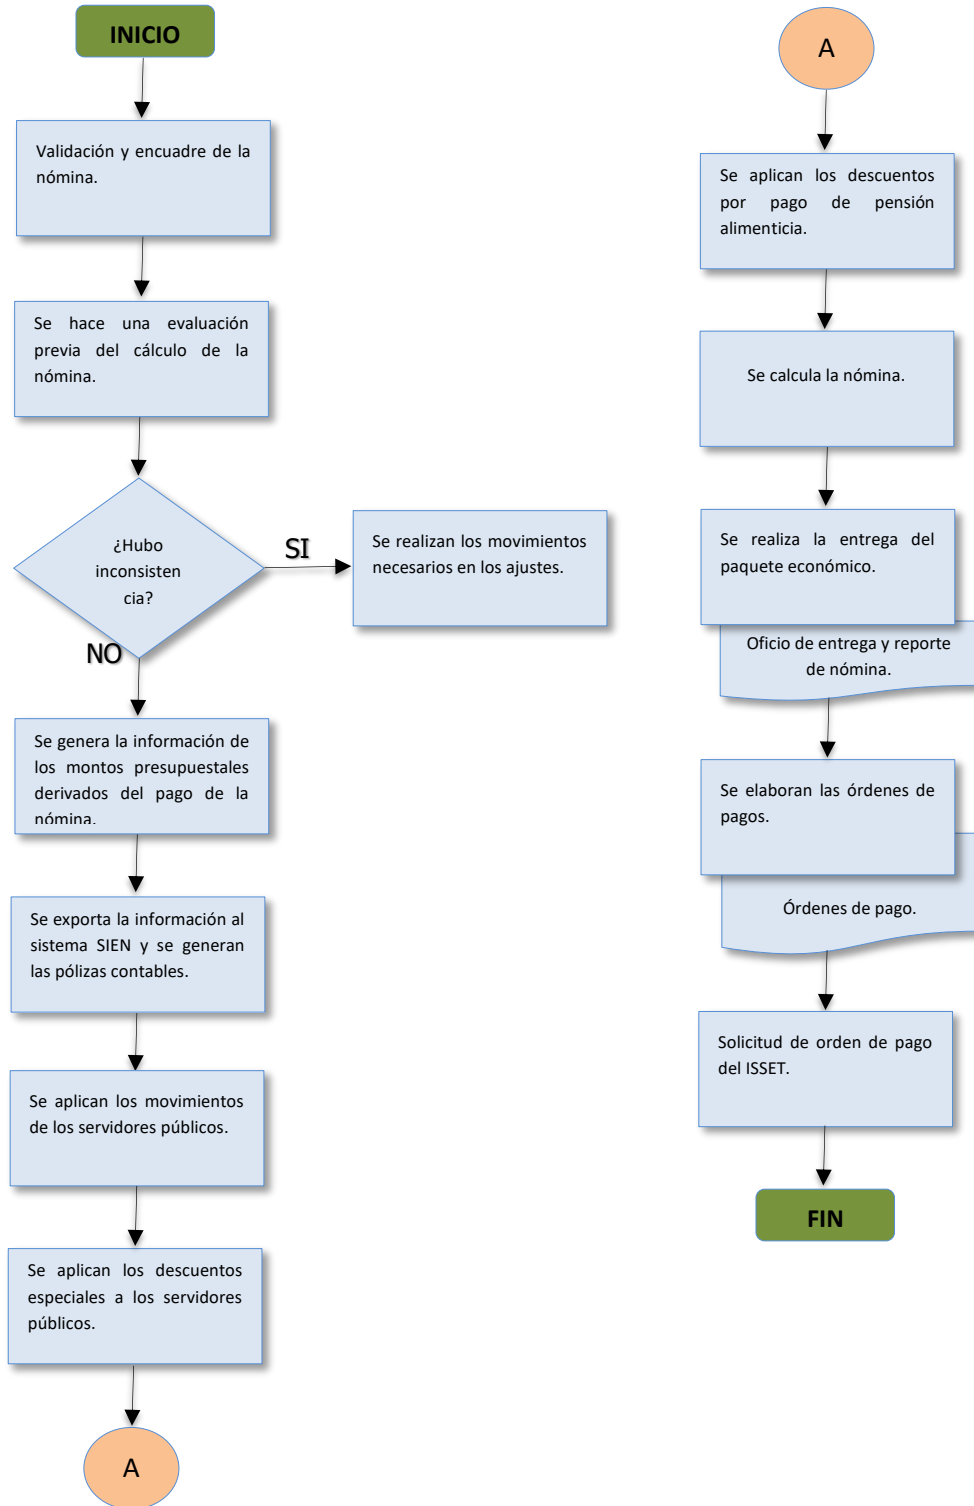 INICIO
Validación y encuadre de la
nómina.
Se hace una evaluación
previa del cálculo de la
nómina.
¿Hubo
inconsisten
cia?
SI
Se realizan los movimientos
necesarios en los ajustes.
NO
Se genera la información de
los montos presupuestales
derivados del pago de la
nómina.
Se exporta la información al
sistema SIEN y se generan
las pólizas contables.
Se aplican los movimientos
de los servidores públicos.
Se aplican los descuentos
especiales a los servidores
públicos.
A
A
Se aplican los descuentos
por pago de pensión
alimenticia.
Se calcula la nómina.
Se realiza la entrega del
paquete económico.
Oficio de entrega y reporte
de nómina.
Se elaboran las órdenes de
pagos.
Órdenes de pago.
Solicitud de orden de pago
del ISSET.
FIN